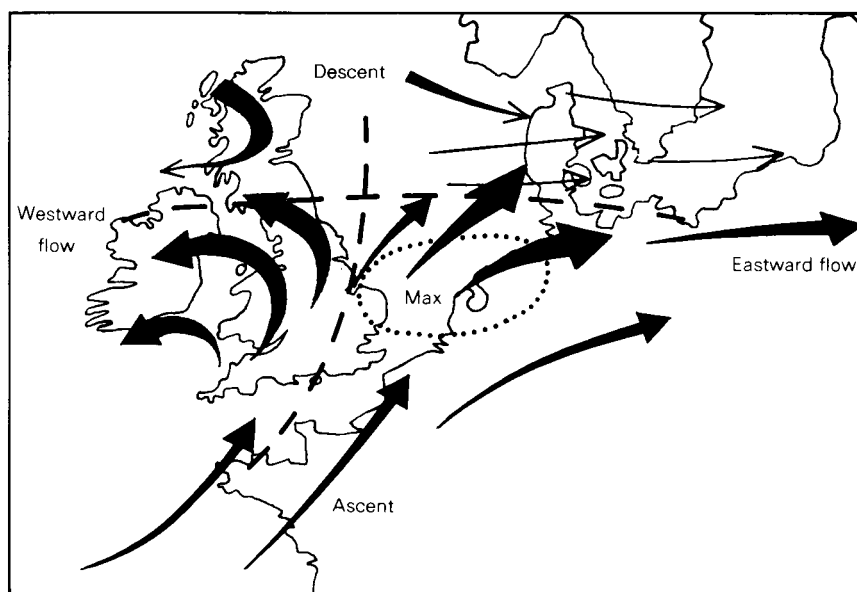 Descent
Westward
flow
Max
Eastward flow
Ascent